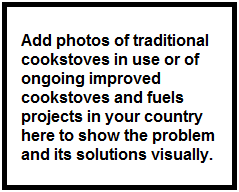 Add photos of traditional
cookstoves in use or of
ongoing improved
cookstoves and fuels
projects in your country
here to show the problem
and its solutions visually.